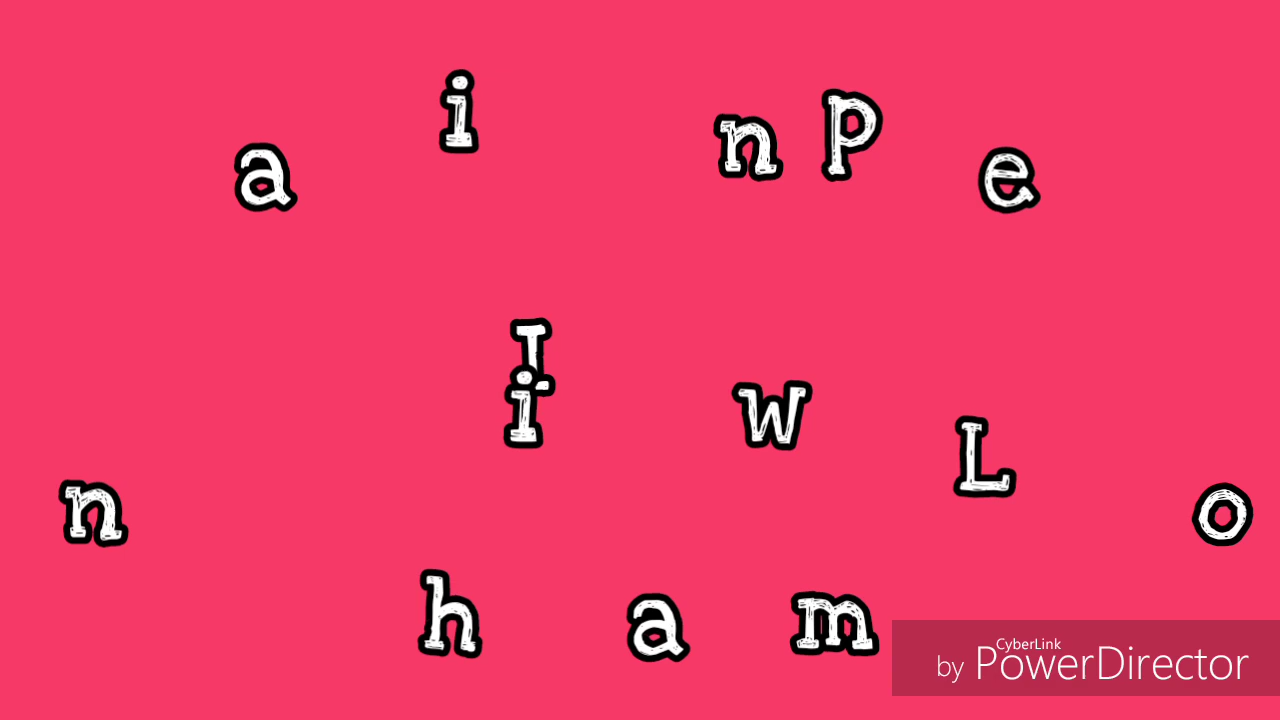 a i n p e
I
i w L o
n
h a m
CyberLink
by PowerDirector